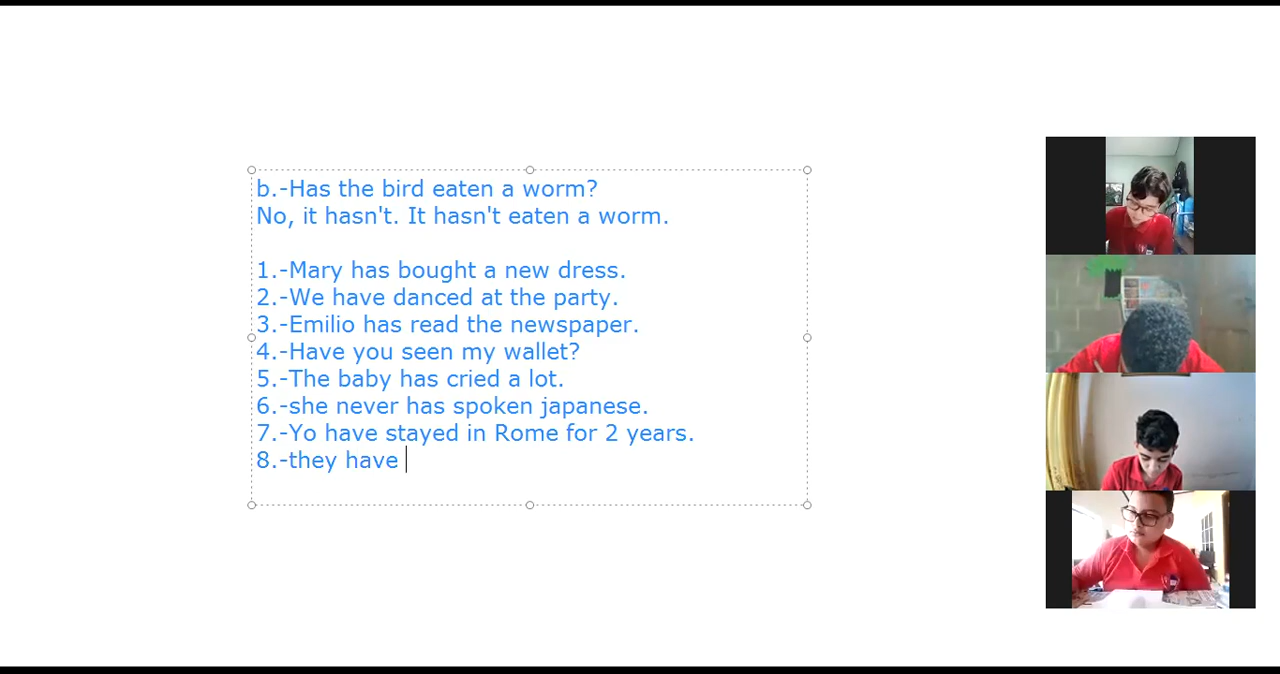 b.-Has the bird eaten a worm?
No, it hasn't. It hasn't eaten a worm.
1.-Mary has bought a new dress.
2.-We have danced at the party.
3.-Emilio has read the newspaper.
4.-Have you seen my wallet?
5.-The baby has cried a lot.
6.-she never has spoken japanese.
7.-Yo have stayed in Rome for 2 years.
8.-they have